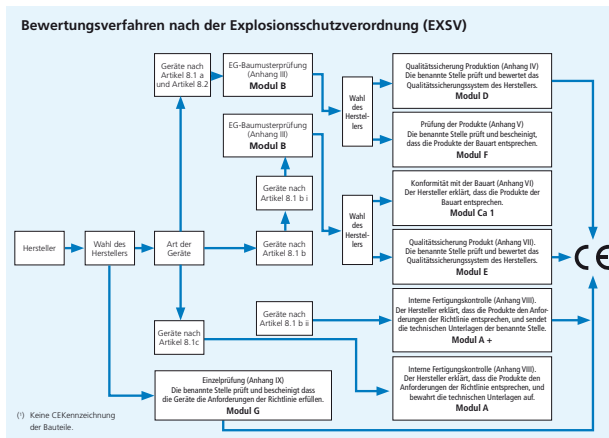 Bewertungsverfahren nach der Explosionsschutzverordnung (EXSV)
Geräte nach
Artikel 8.1 a
und Artikel 8.2
EG-Baumusterprüfung
(Anhang III)
Modul B
Wahl
des
Herstel-
lers
Qualitätssicherung Produktion (Anhang IV)
Die benannte Stelle prüft und bewertet das
Qualitätssicherungssystem des Herstellers.
Modul D
Prüfung der Produkte (Anhang V)
Die benannte Stelle prüft und bescheinigt,
dass die Produkte der Bauart entsprechen.
Modul F
EG-Baumusterprüfung
(Anhang III)
Modul B
Geräte nach
Artikel 8.1 b i
Wahl
des
Herstel-
lers
Konformität mit der Bauart (Anhang VI)
Der Hersteller erklärt, dass die Produkte der
Bauart entsprechen.
Modul Ca 1
Hersteller
Wahl des
Herstellers
Art der
Geräte
Geräte nach
Artikel 8.1 b
Qualitätssicherung Produkt (Anhang VII).
Die benannte Stelle prüft und bewertet das
Qualitätssicherungssystem des Herstellers.
Modul E
CE
Geräte nach
Artikel 8.1 b ii
Interne Fertigungskontrolle (Anhang VIII).
Der Hersteller erklärt, dass die Produkte den Anfor-
derungen der Richtlinie entsprechen, und sendet
die technischen Unterlagen der benannte Stelle.
Modul A +
Geräte nach
Artikel 8.1c
Interne Fertigungskontrolle (Anhang VIII).
Der Hersteller erklärt, dass die Produkte den
Anforderungen der Richtlinie entsprechen, und
bewahrt die technischen Unterlagen auf.
Modul A
Einzelprüfung (Anhang IX)
Die benannte Stelle prüft und bescheinigt dass
die Geräte die Anforderungen der Richtlinie erfüllen.
Modul G
(¹) Keine CEKennzeichnung
der Bauteile.